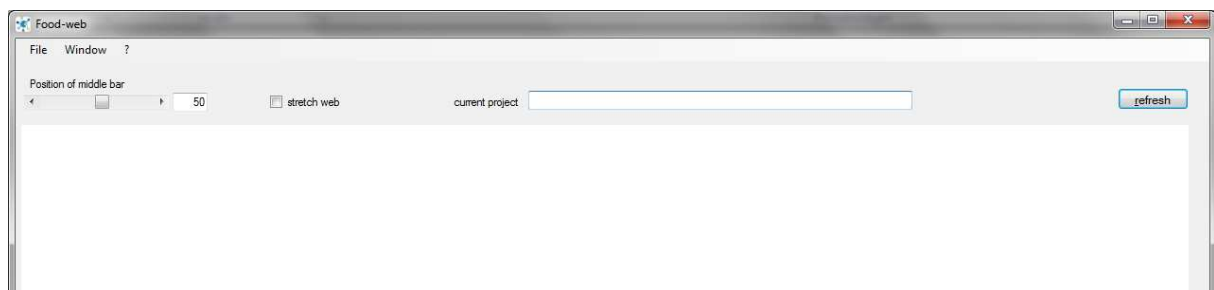 Food-web
File Window ?
Position of middle bar
50 stretch web current project refresh